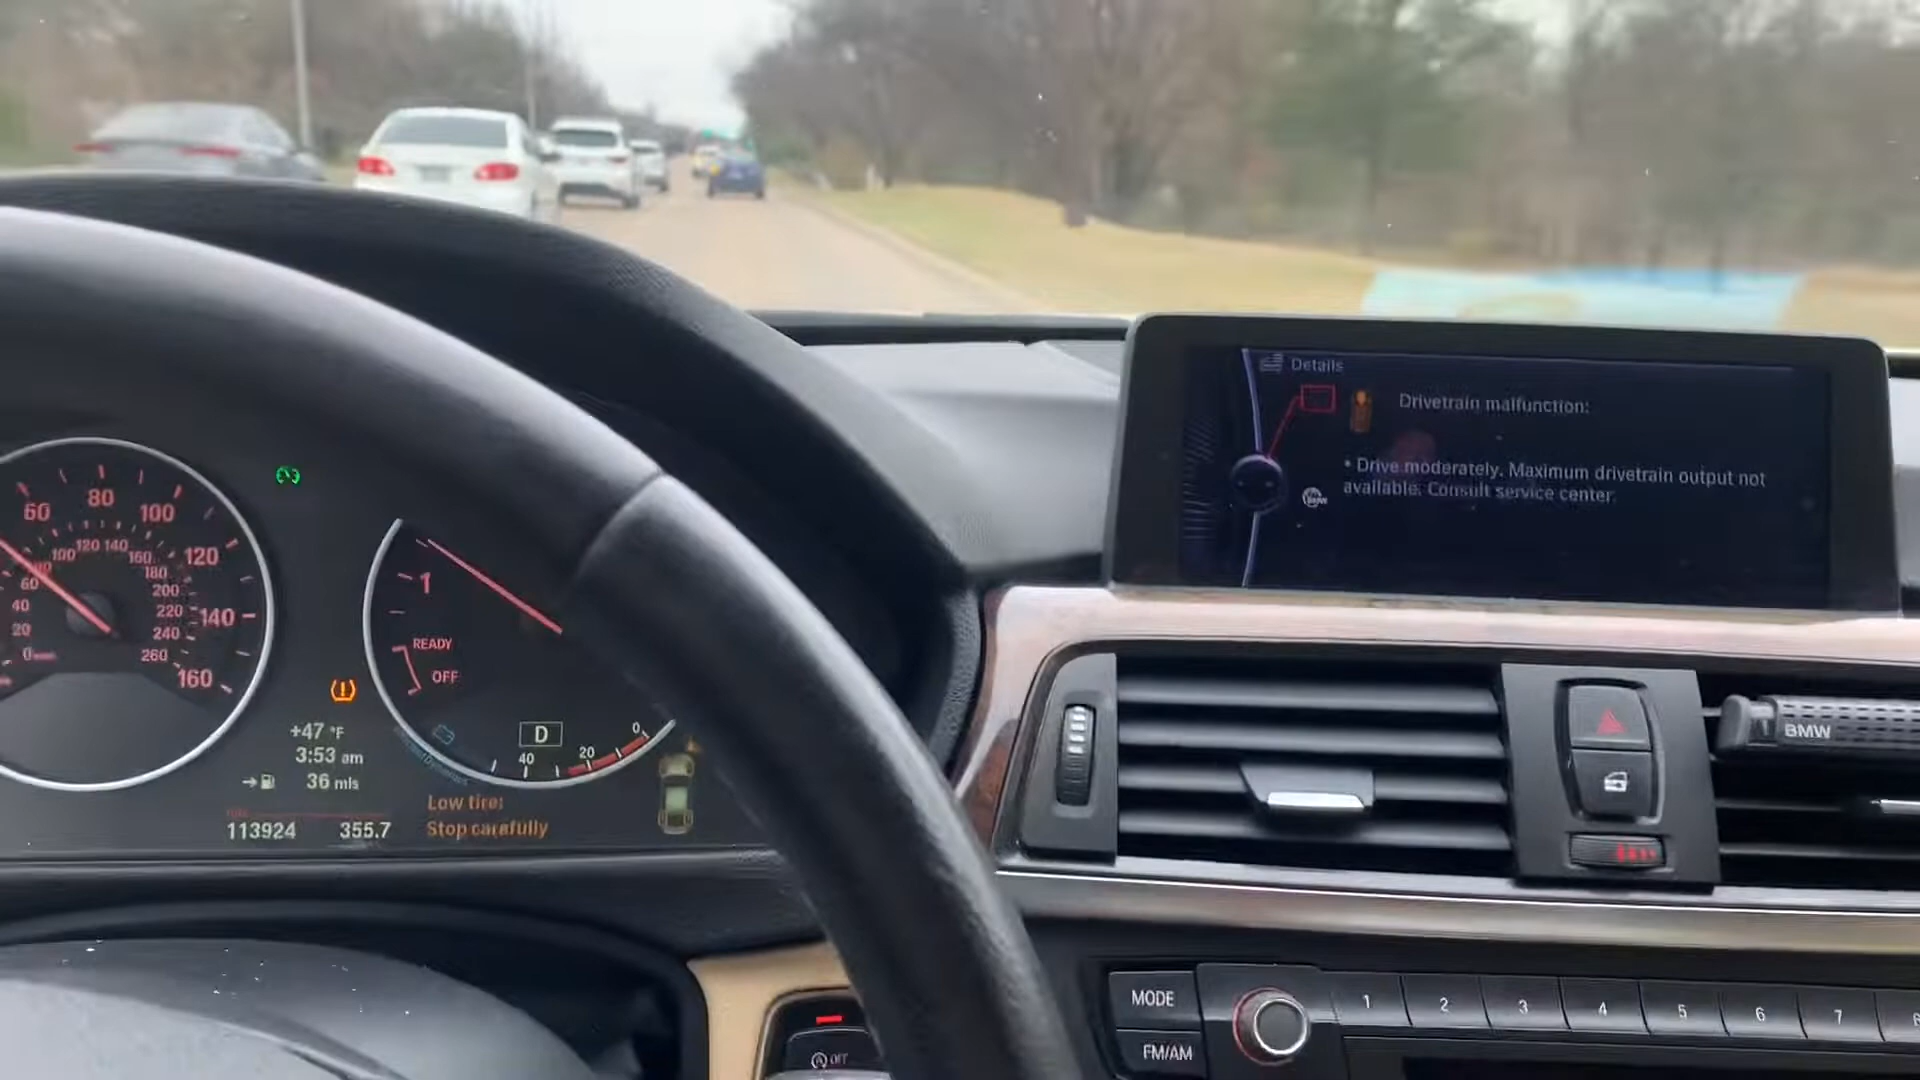 Details
Drivetrain malfunction:
• Drive moderately. Maximum drivetrain output not
available. Consult service center.
60
80
100
120
140
160
100
120
140
160
180
200
220
240
260
80
60
40
20
0
1
READY
OFF
D
40
20
0
+47 °F
3:53 am
36 mls
113924
355.7
Low tire:
Stop carefully
BMW
MODE
FM/AM
1
2
3
4
5
6
7
OFF